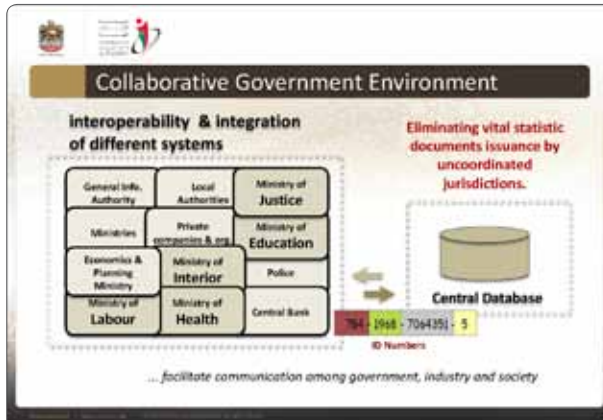 Collaborative Government Environment
interoperability & integration
of different systems
General Info.
Authority
Local
Authorities
Ministry of
Justice
Ministries
Private
companies & org.
Ministry of
Education
Economics &
Planning
Ministry
Ministry of
Interior
Police
Ministry of
Labour
Ministry of
Health
Central Bank
Eliminating vital statistic
documents issuance by
uncoordinated
jurisdictions.
Central Database
784 - 1968 - 7064351 - 5
ID Numbers
... facilitate communication among government, industry and society